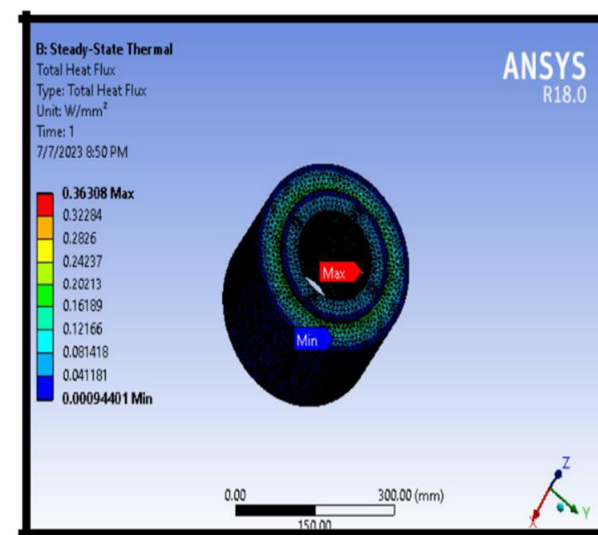 B: Steady-State Thermal
Total Heat Flux
Type: Total Heat Flux
Unit: W/mm²
Time: 1
7/7/2023 8:50 PM
ANSYS
R18.0
0.36308 Max
0.32284
0.2826
0.24237
0.20213
0.16189
0.12166
0.081418
0.041181
0.00094401 Min
Max
Min
0.00
300.00 (mm)
150.00
Z
Y
X